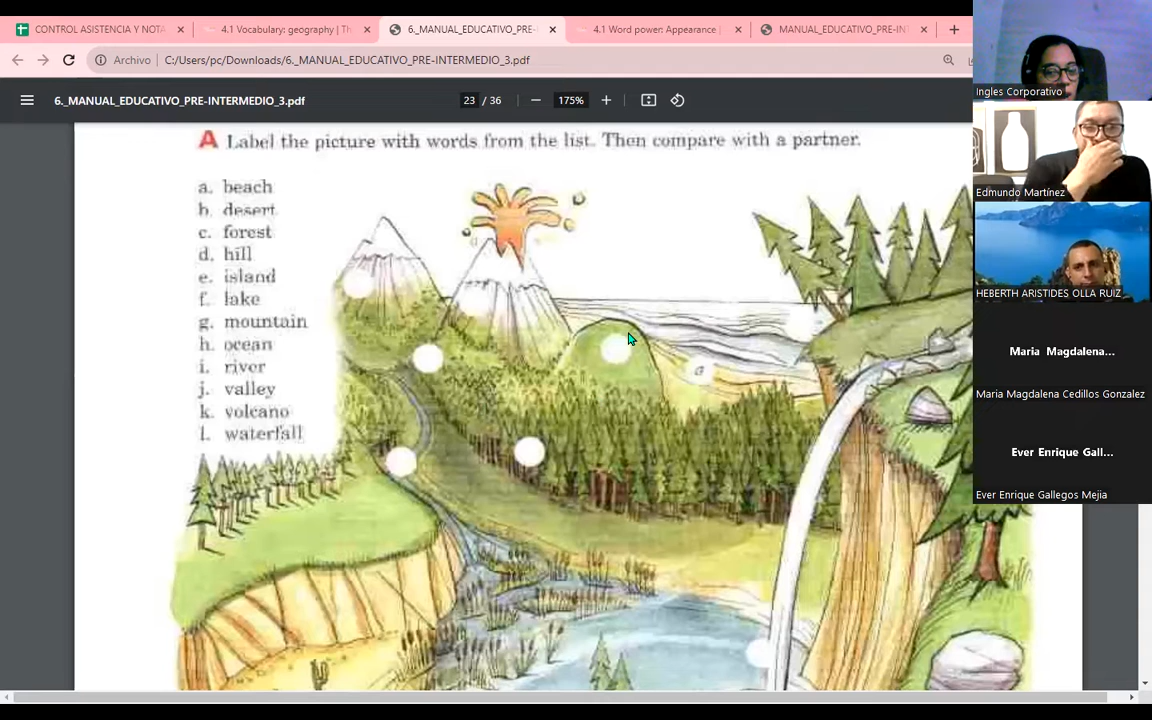 CONTROL ASISTENCIA Y NOTA
4.1 Vocabulary: geography | Th
6._MANUAL_EDUCATIVO_PRE-
4.1 Word power: Appearance |
MANUAL_EDUCATIVO_PRE-IN
Archivo
C:/Users/pc/Downloads/6._MANUAL_EDUCATIVO_PRE-INTERMEDIO_3.pdf
6._MANUAL_EDUCATIVO_PRE-INTERMEDIO_3.pdf
23 / 36
175%
A Label the picture with words from the list. Then compare with a partner.
a. beach
b. desert
c. forest
d. hill
e. island
f. lake
g. mountain
h. ocean
i. river
j. valley
k. volcano
l. waterfall
a
Ingles Corporativo
Edmundo Martínez
HEBERTH ARISTIDES OLLA RUIZ
Maria Magdalena...
Maria Magdalena Cedillos Gonzalez
Ever Enrique Gall...
Ever Enrique Gallegos Mejia